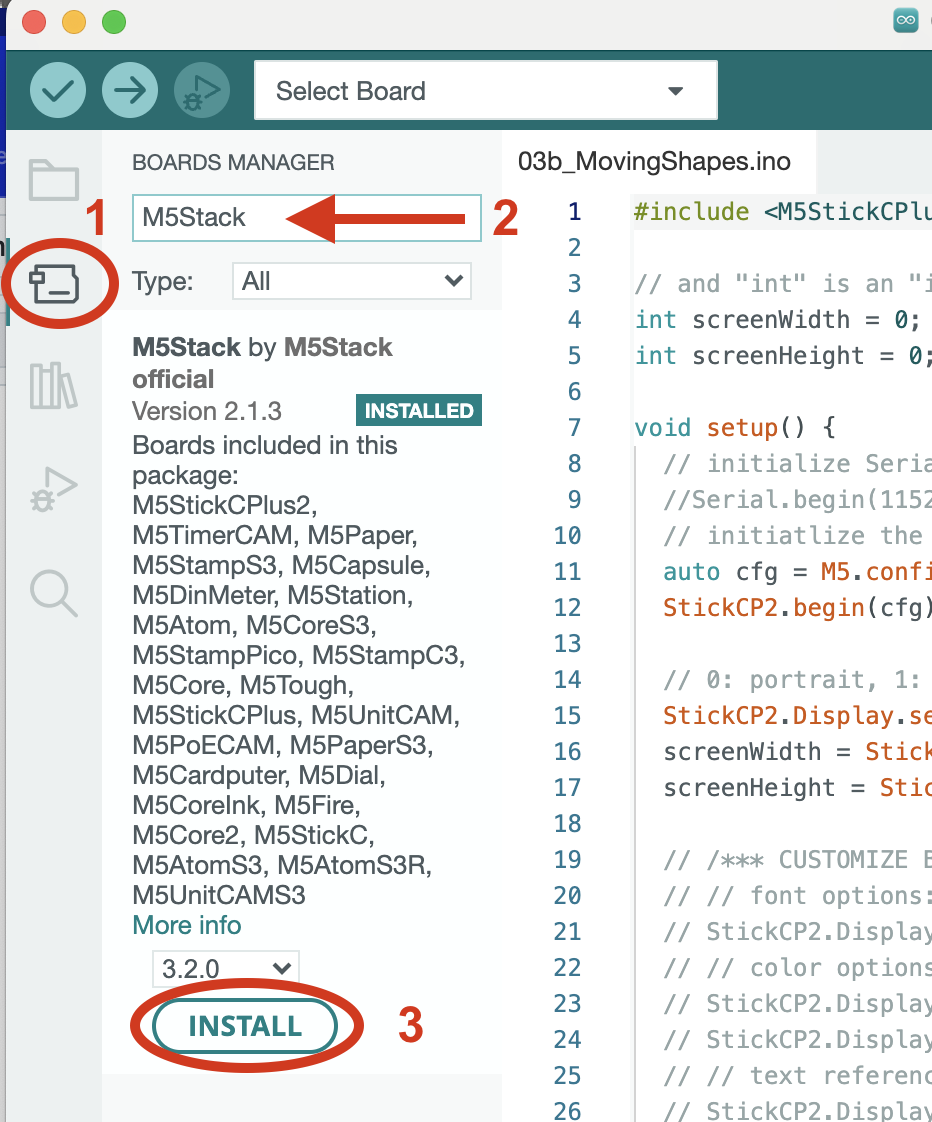 Select Board
BOARDS MANAGER
03b_MovingShapes.ino
1
M5Stack
2
Type:
All
M5Stack by M5Stack
official
Version 2.1.3
INSTALLED
Boards included in this
package:
M5StickCPlus2,
M5TimerCAM, M5Paper,
M5StampS3, M5Capsule,
M5DinMeter, M5Station,
M5Atom, M5CoreS3,
M5StampPico, M5StampC3,
M5Core, M5Tough,
M5StickCPlus, M5UnitCAM,
M5PoECAM, M5PaperS3,
M5Cardputer, M5Dial,
M5CoreInk, M5Fire,
M5Core2, M5StickC,
M5AtomS3, M5AtomS3R,
M5UnitCAMS3
More info
3.2.0
INSTALL
3
1 #include <M5StickCPlu
2
3 // and "int" is an "i
4 int screenWidth = 0;
5 int screenHeight = 0;
6
7 void setup() {
8 // initialize Seria
9 //Serial.begin(1152
10 // initiatlize the
11 auto cfg = M5.confi
12 StickCP2.begin(cfg)
13
14 // 0: portrait, 1:
15 StickCP2.Display.se
16 screenWidth = Stick
17 screenHeight = Stic
18
19 // /*** CUSTOMIZE B
20 // // font options:
21 // StickCP2.Display
22 // // color options
23 // StickCP2.Display
24 // StickCP2.Display
25 // // text referenc
26 // StickCP2.Display